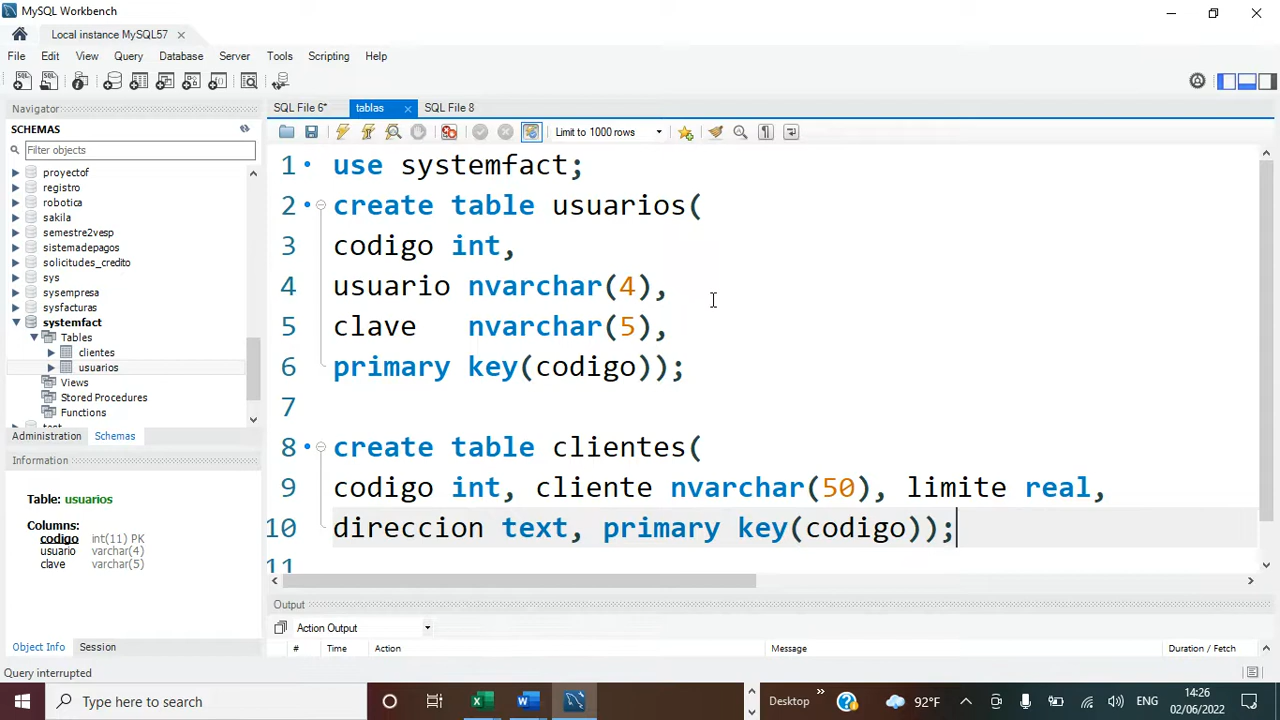 MySQL Workbench
Local instance MySQL57
File Edit View Query Database Server Tools Scripting Help
Navigator
SCHEMAS
Filter objects
proyectof
registro
robotica
sakila
semestre2vesp
sistemadepagos
solicitudes_credito
sys
sysempresa
sysfacturas
systemfact
Tables
clientes
usuarios
Views
Stored Procedures
Functions
Administration Schemas
Information
Table: usuarios
Columns:
codigo int(11) PK
usuario varchar(4)
clave varchar(5)
Object Info Session
Query interrupted
SQL File 6* tablas SQL File 8
Limit to 1000 rows
1 use systemfact;
2 create table usuarios(
3 codigo int,
4 usuario nvarchar(4),
5 clave nvarchar(5),
6 primary key(codigo));
7
8 create table clientes(
9 codigo int, cliente nvarchar(50), limite real,
10 direccion text, primary key(codigo));
11
Output
Action Output
# Time Action Message Duration / Fetch
Type here to search
Desktop
92°F
ENG
14:26
02/06/2022